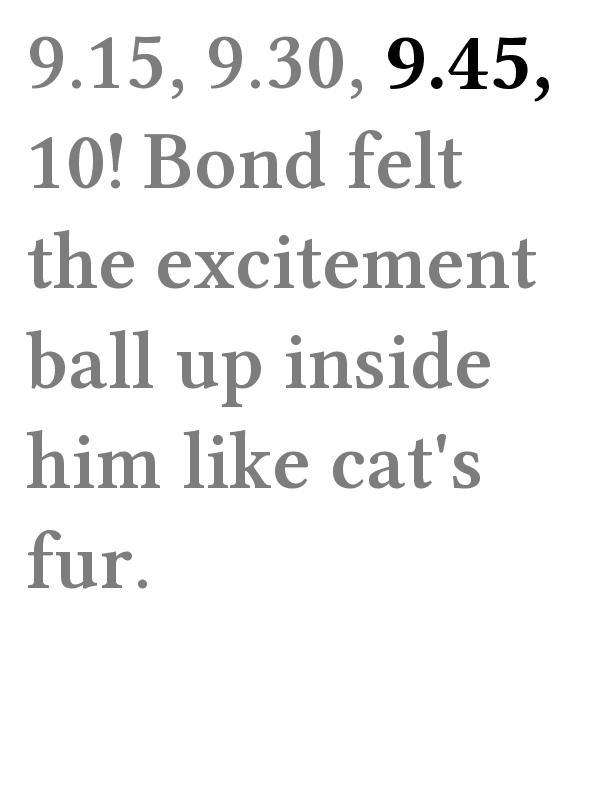 9.15, 9.30, 9.45,
10! Bond felt
the excitement
ball up inside
him like cat's
fur.